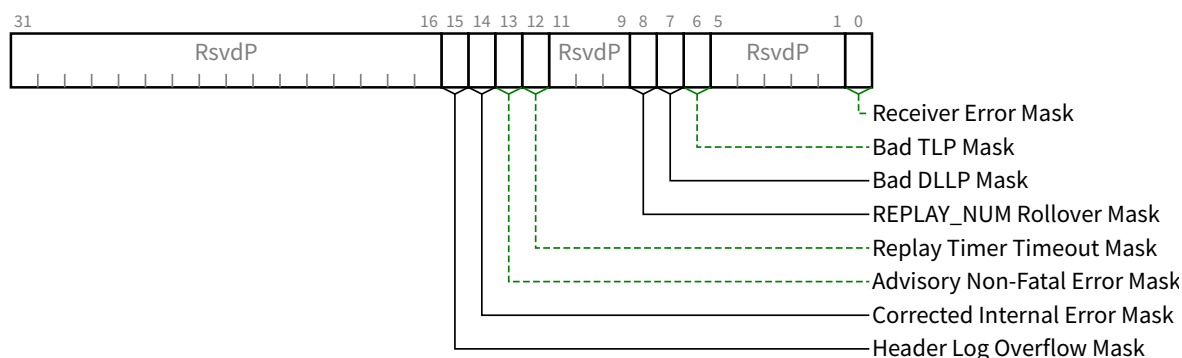 31 16 15 14 13 12 11 9 8 7 6 5 1 0
RsvdP RsvdP RsvdP
Receiver Error Mask
Bad TLP Mask
Bad DLLP Mask
REPLAY_NUM Rollover Mask
Replay Timer Timeout Mask
Advisory Non-Fatal Error Mask
Corrected Internal Error Mask
Header Log Overflow Mask